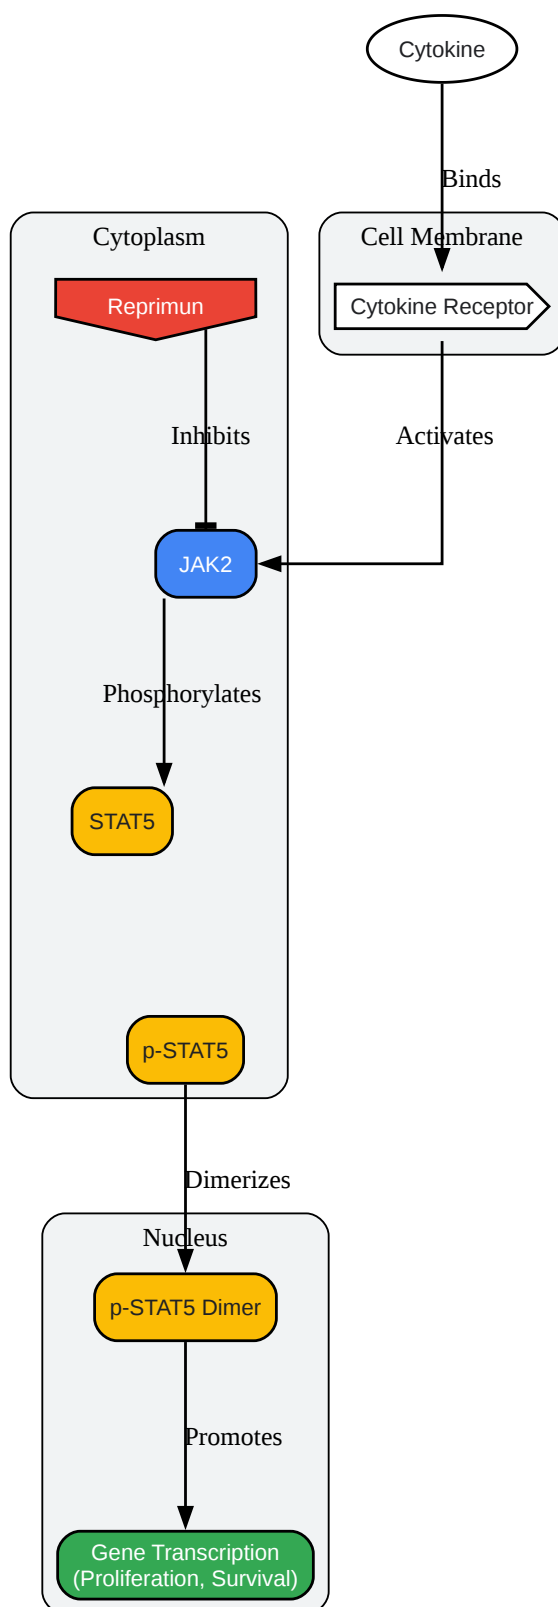 Cytokine
Binds
Cytoplasm
Cell Membrane
Reprimun
Cytokine Receptor
Inhibits
Activates
JAK2
Phosphorylates
STAT5
p-STAT5
Dimerizes
Nucleus
p-STAT5 Dimer
Promotes
Gene Transcription
(Proliferation, Survival)